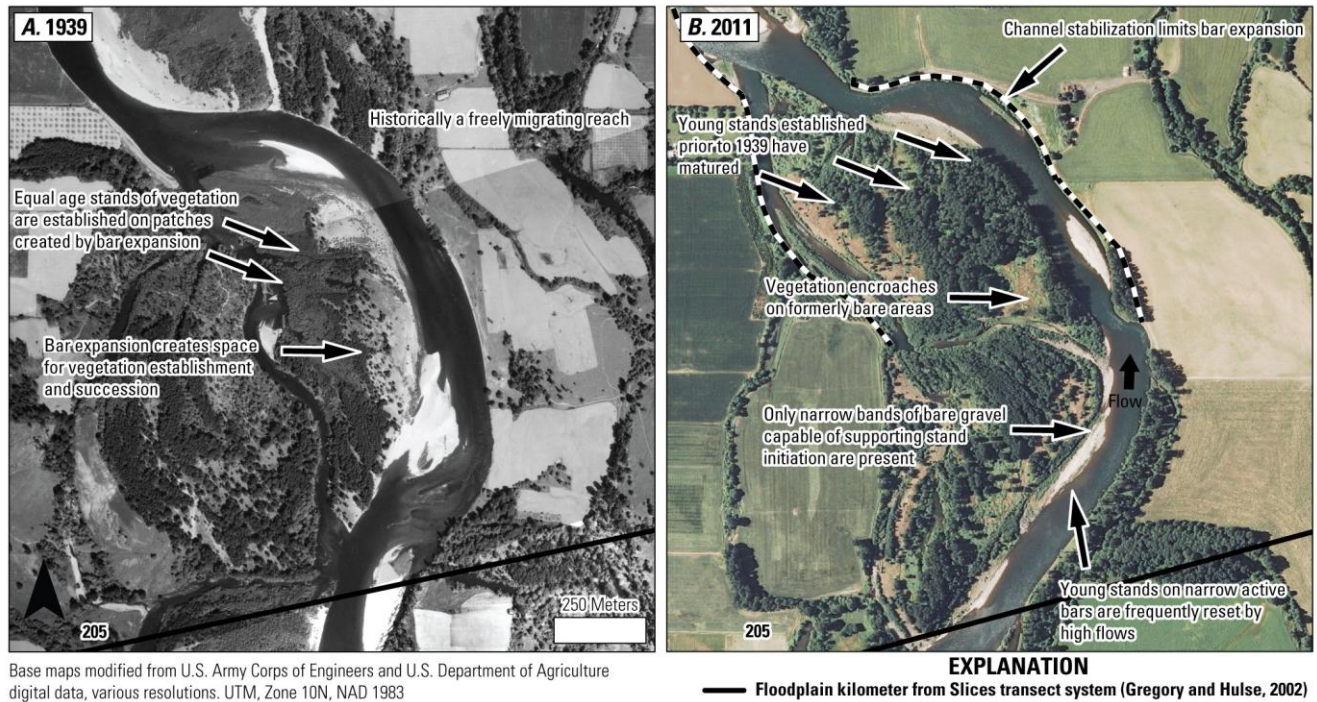 A. 1939
Historically a freely migrating reach
Equal age stands of vegetation
are established on patches
created by bar expansion
Bar expansion creates space
for vegetation establishment
and succession
250 Meters
205
B. 2011
Channel stabilization limits bar expansion
Young stands established
prior to 1939 have
matured
Vegetation encroaches
on formerly bare areas
Flow
Only narrow bands of bare gravel
capable of supporting stand
initiation are present
Young stands on narrow active
bars are frequently reset by
high flows
205
Base maps modified from U.S. Army Corps of Engineers and U.S. Department of Agriculture
digital data, various resolutions. UTM, Zone 10N, NAD 1983
EXPLANATION
Floodplain kilometer from Slices transect system (Gregory and Hulse, 2002)